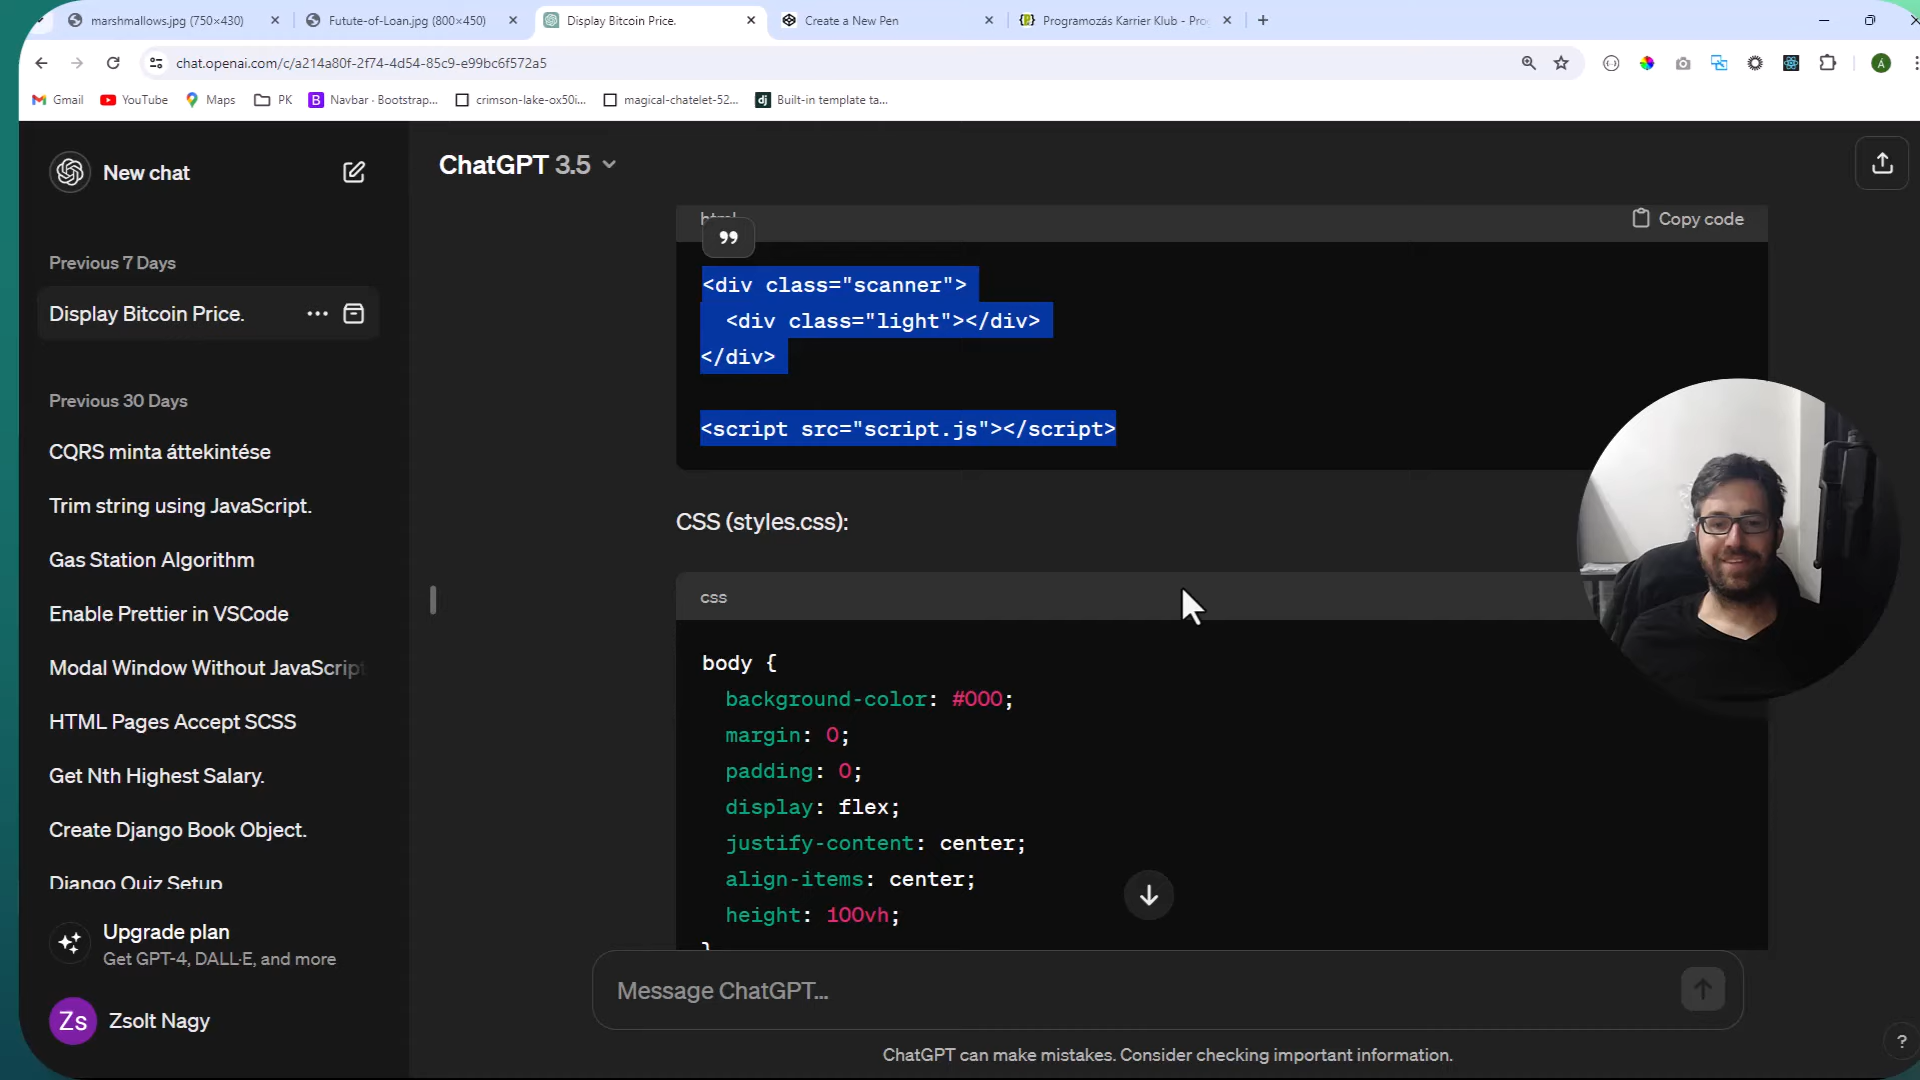 marshmallows.jpg (750×430)
Futute-of-Loan.jpg (800×450)
Display Bitcoin Price.
Create a New Pen
Programozás Karrier Klub - Pro
chat.openai.com/c/a214a80f-2f74-4d54-85c9-e99bc6f572a5
Á
Gmail
YouTube
Maps
PK
Navbar · Bootstrap...
crimson-lake-ox50i...
magical-chatelet-52...
dj
Built-in template ta...
New chat
ChatGPT 3.5
Previous 7 Days
Display Bitcoin Price.
Previous 30 Days
CQRS minta áttekintése
Trim string using JavaScript.
Gas Station Algorithm
Enable Prettier in VSCode
Modal Window Without JavaScript
HTML Pages Accept SCSS
Get Nth Highest Salary.
Create Django Book Object.
Django Quiz Setup
Upgrade plan
Get GPT-4, DALL·E, and more
Zs
Zsolt Nagy
html
Copy code
<div class="scanner">
<div class="light"></div>
</div>
<script src="script.js"></script>
CSS (styles.css):
css
body {
background-color: #000;
margin: 0;
padding: 0;
display: flex;
justify-content: center;
align-items: center;
height: 100vh;
}
Message ChatGPT...
ChatGPT can make mistakes. Consider checking important information.
?